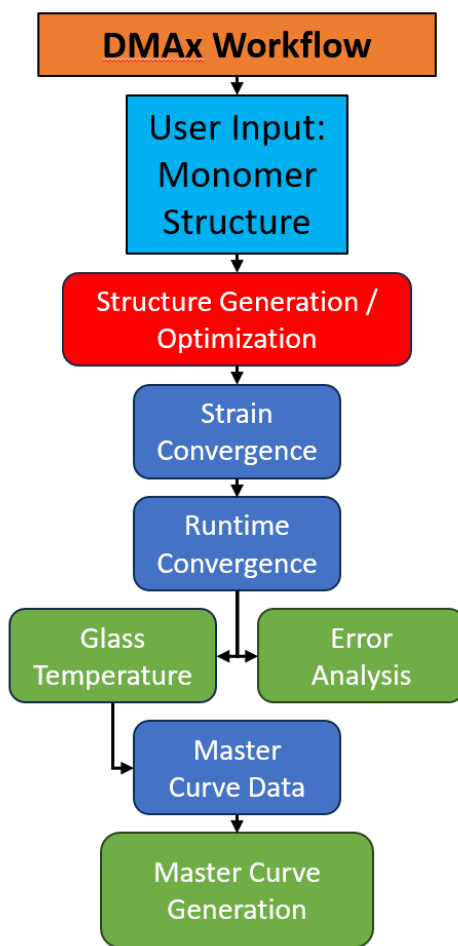 DMAx Workflow
User Input:
Monomer
Structure
Structure Generation /
Optimization
Strain
Convergence
Runtime
Convergence
Glass
Temperature
Error
Analysis
Master
Curve Data
Master Curve
Generation